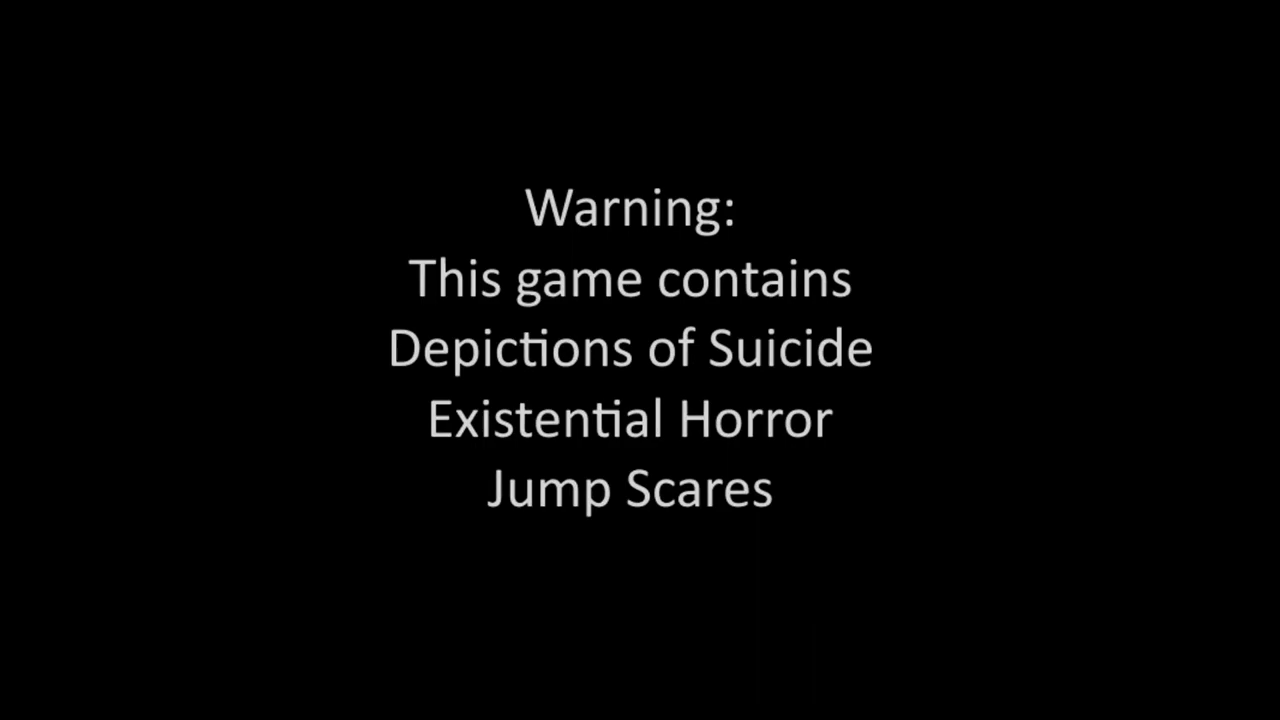 Warning:
This game contains
Depictions of Suicide
Existential Horror
Jump Scares